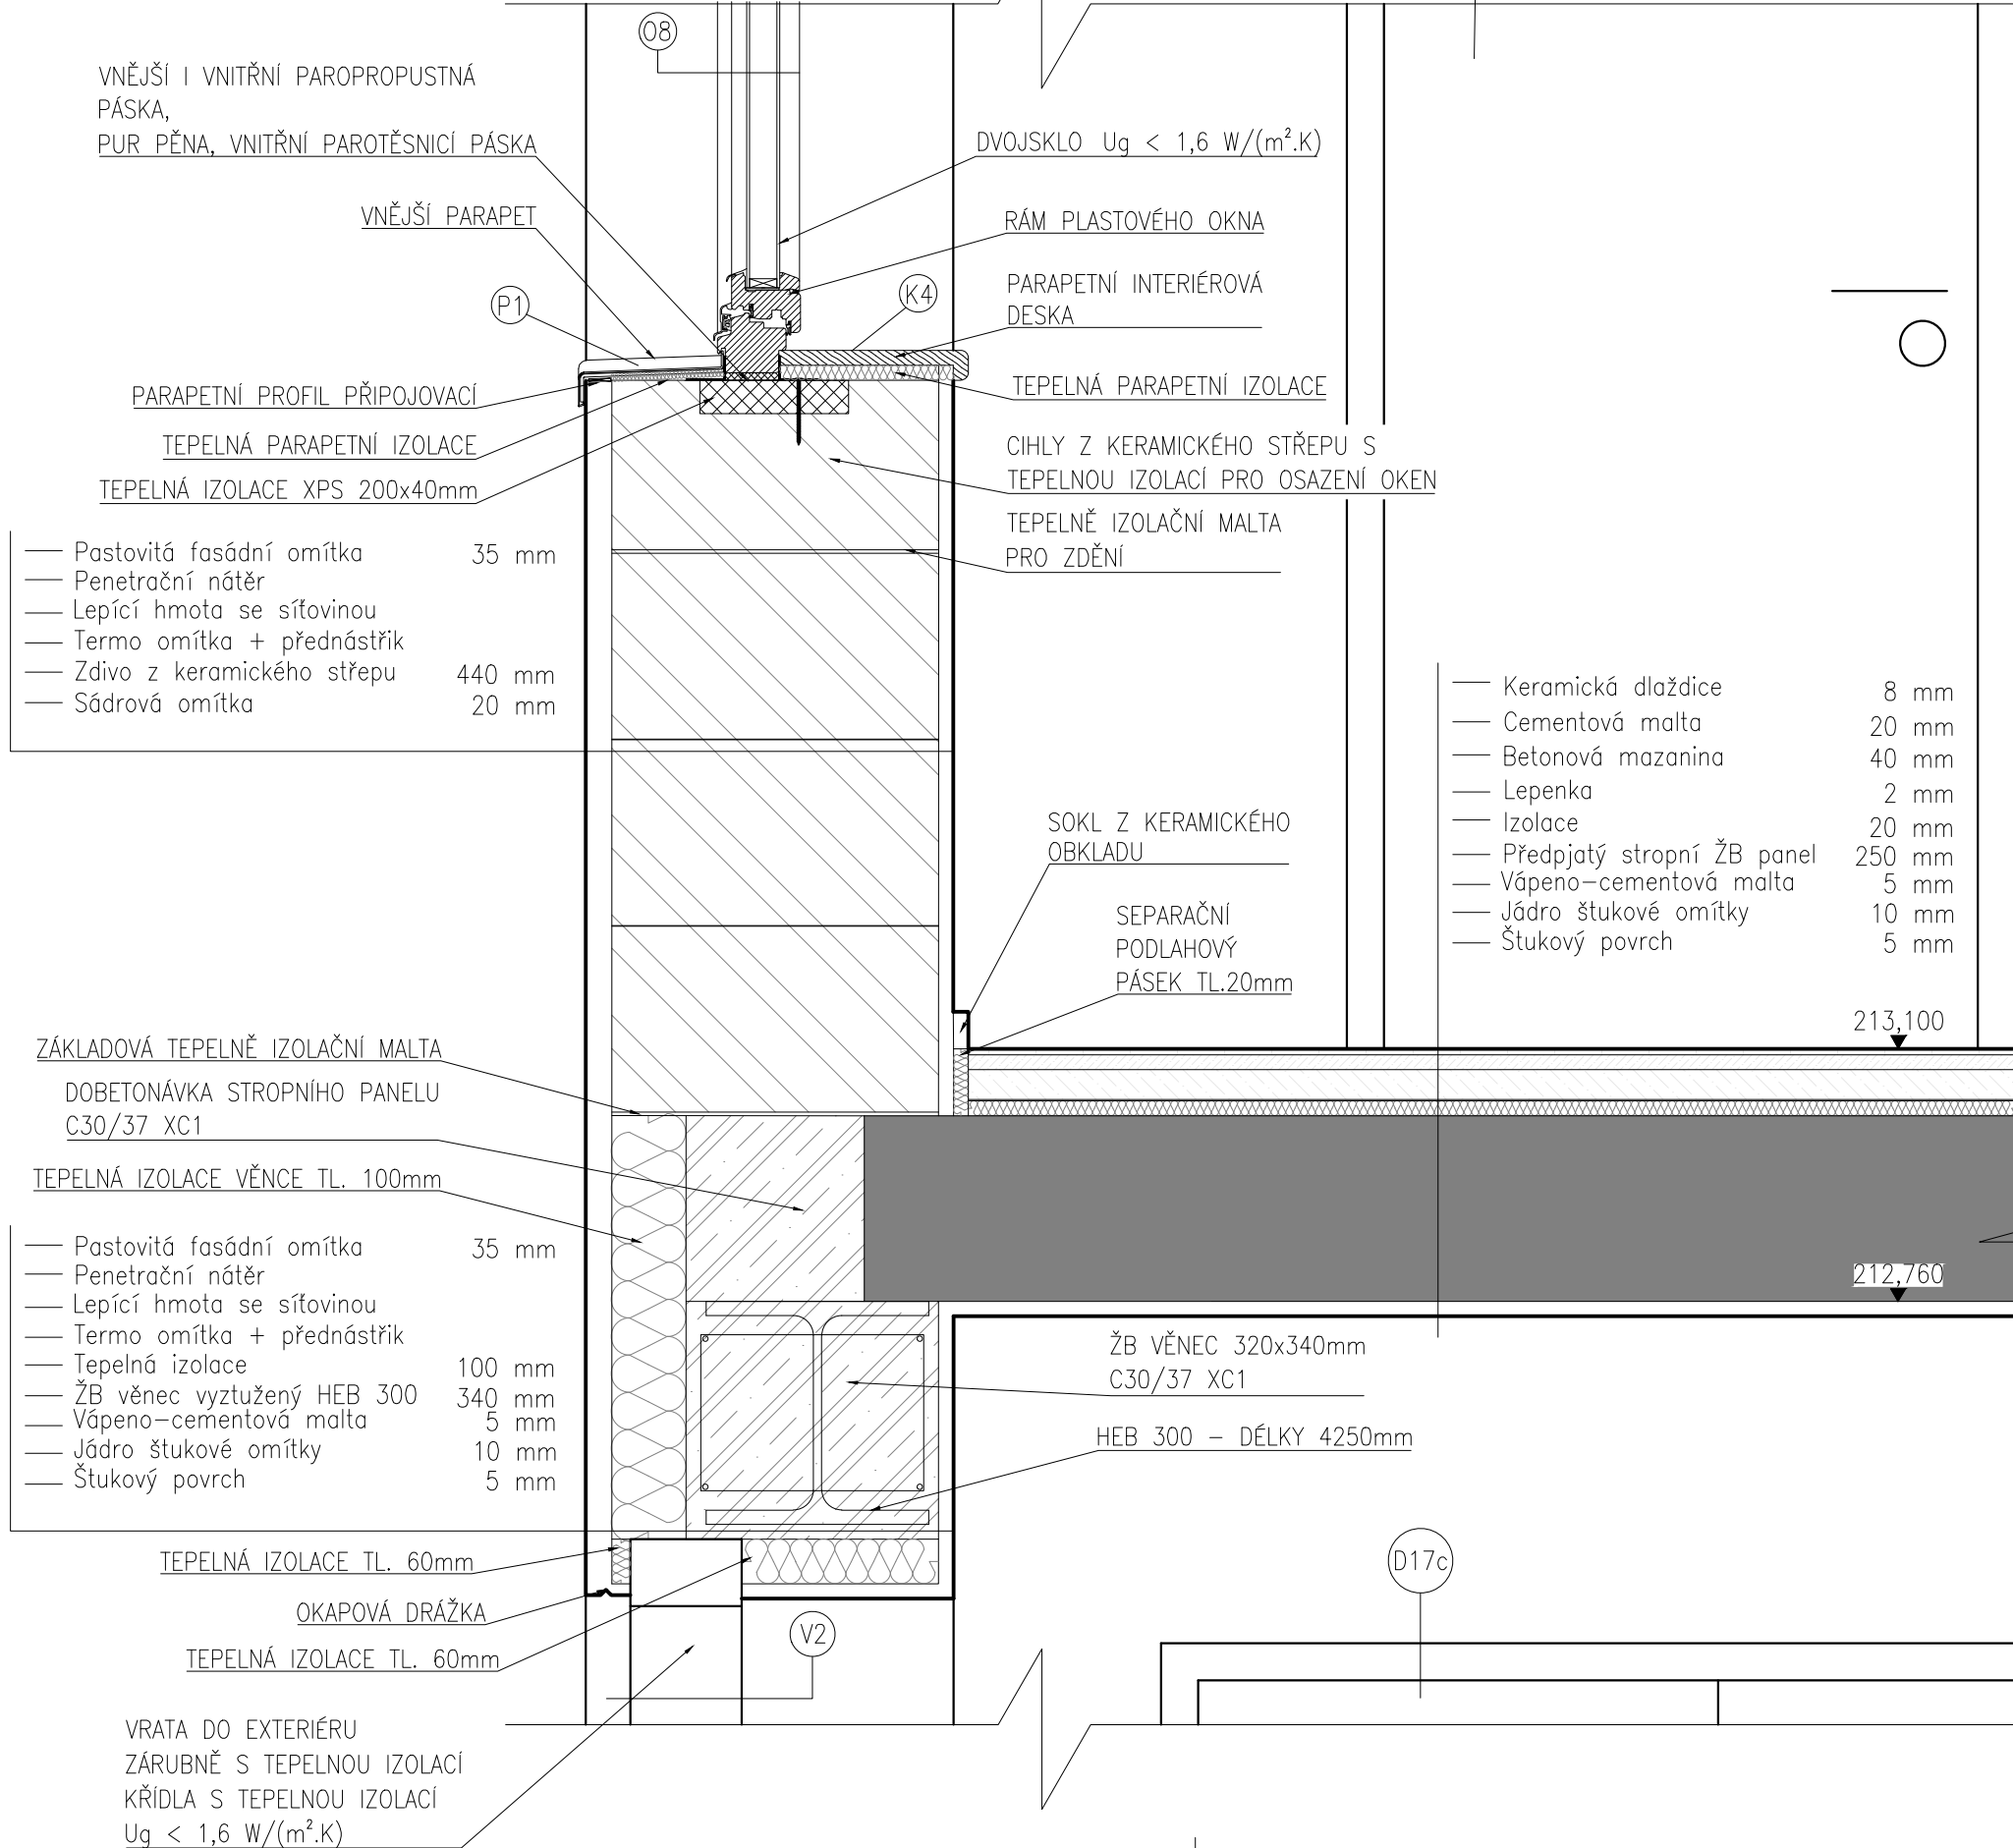 08
VNĚJŠÍ I VNITŘNÍ PAROPROPUSTNÁ
PÁSKA,
PUR PĚNA, VNITŘNÍ PAROTĚSNICÍ PÁSKA
VNĚJŠÍ PARAPET
P1
PARAPETNÍ PROFIL PŘIPOJOVACÍ
TEPELNÁ PARAPETNÍ IZOLACE
TEPELNÁ IZOLACE XPS 200x40mm
DVOJSKLO Ug < 1,6 W/(m².K)
RÁM PLASTOVÉHO OKNA
K4
PARAPETNÍ INTERIÉROVÁ
DESKA
TEPELNÁ PARAPETNÍ IZOLACE
CIHLY Z KERAMICKÉHO STŘEPU S
TEPELNOU IZOLACÍ PRO OSAZENÍ OKEN
TEPELNĚ IZOLAČNÍ MALTA
PRO ZDĚNÍ
Pastovitá fasádní omítka 35 mm
Penetrační nátěr
Lepící hmota se síťovinou
Termo omítka + přednástřik
Zdivo z keramického střepu 440 mm
Sádrová omítka 20 mm
Keramická dlaždice 8 mm
Cementová malta 20 mm
Betonová mazanina 40 mm
Lepenka 2 mm
Izolace 20 mm
Předpjatý stropní ŽB panel 250 mm
Vápeno-cementová malta 5 mm
Jádro štukové omítky 10 mm
Štukový povrch 5 mm
SOKL Z KERAMICKÉHO
OBKLADU
SEPARAČNÍ
PODLAHOVÝ
PÁSEK TL.20mm
213,100
ZÁKLADOVÁ TEPELNĚ IZOLAČNÍ MALTA
DOBETONÁVKA STROPNÍHO PANELU
C30/37 XC1
TEPELNÁ IZOLACE VĚNCE TL. 100mm
212,760
Pastovitá fasádní omítka 35 mm
Penetrační nátěr
Lepící hmota se síťovinou
Termo omítka + přednástřik
Tepelná izolace 100 mm
ŽB věnec vyztužený HEB 300 340 mm
Vápeno-cementová malta 5 mm
Jádro štukové omítky 10 mm
Štukový povrch 5 mm
ŽB VĚNEC 320x340mm
C30/37 XC1
HEB 300 - DÉLKY 4250mm
TEPELNÁ IZOLACE TL. 60mm
OKAPOVÁ DRÁŽKA
TEPELNÁ IZOLACE TL. 60mm
V2
D17c
VRATA DO EXTERIÉRU
ZÁRUBNĚ S TEPELNOU IZOLACÍ
KŘÍDLA S TEPELNOU IZOLACÍ
Ug < 1,6 W/(m².K)